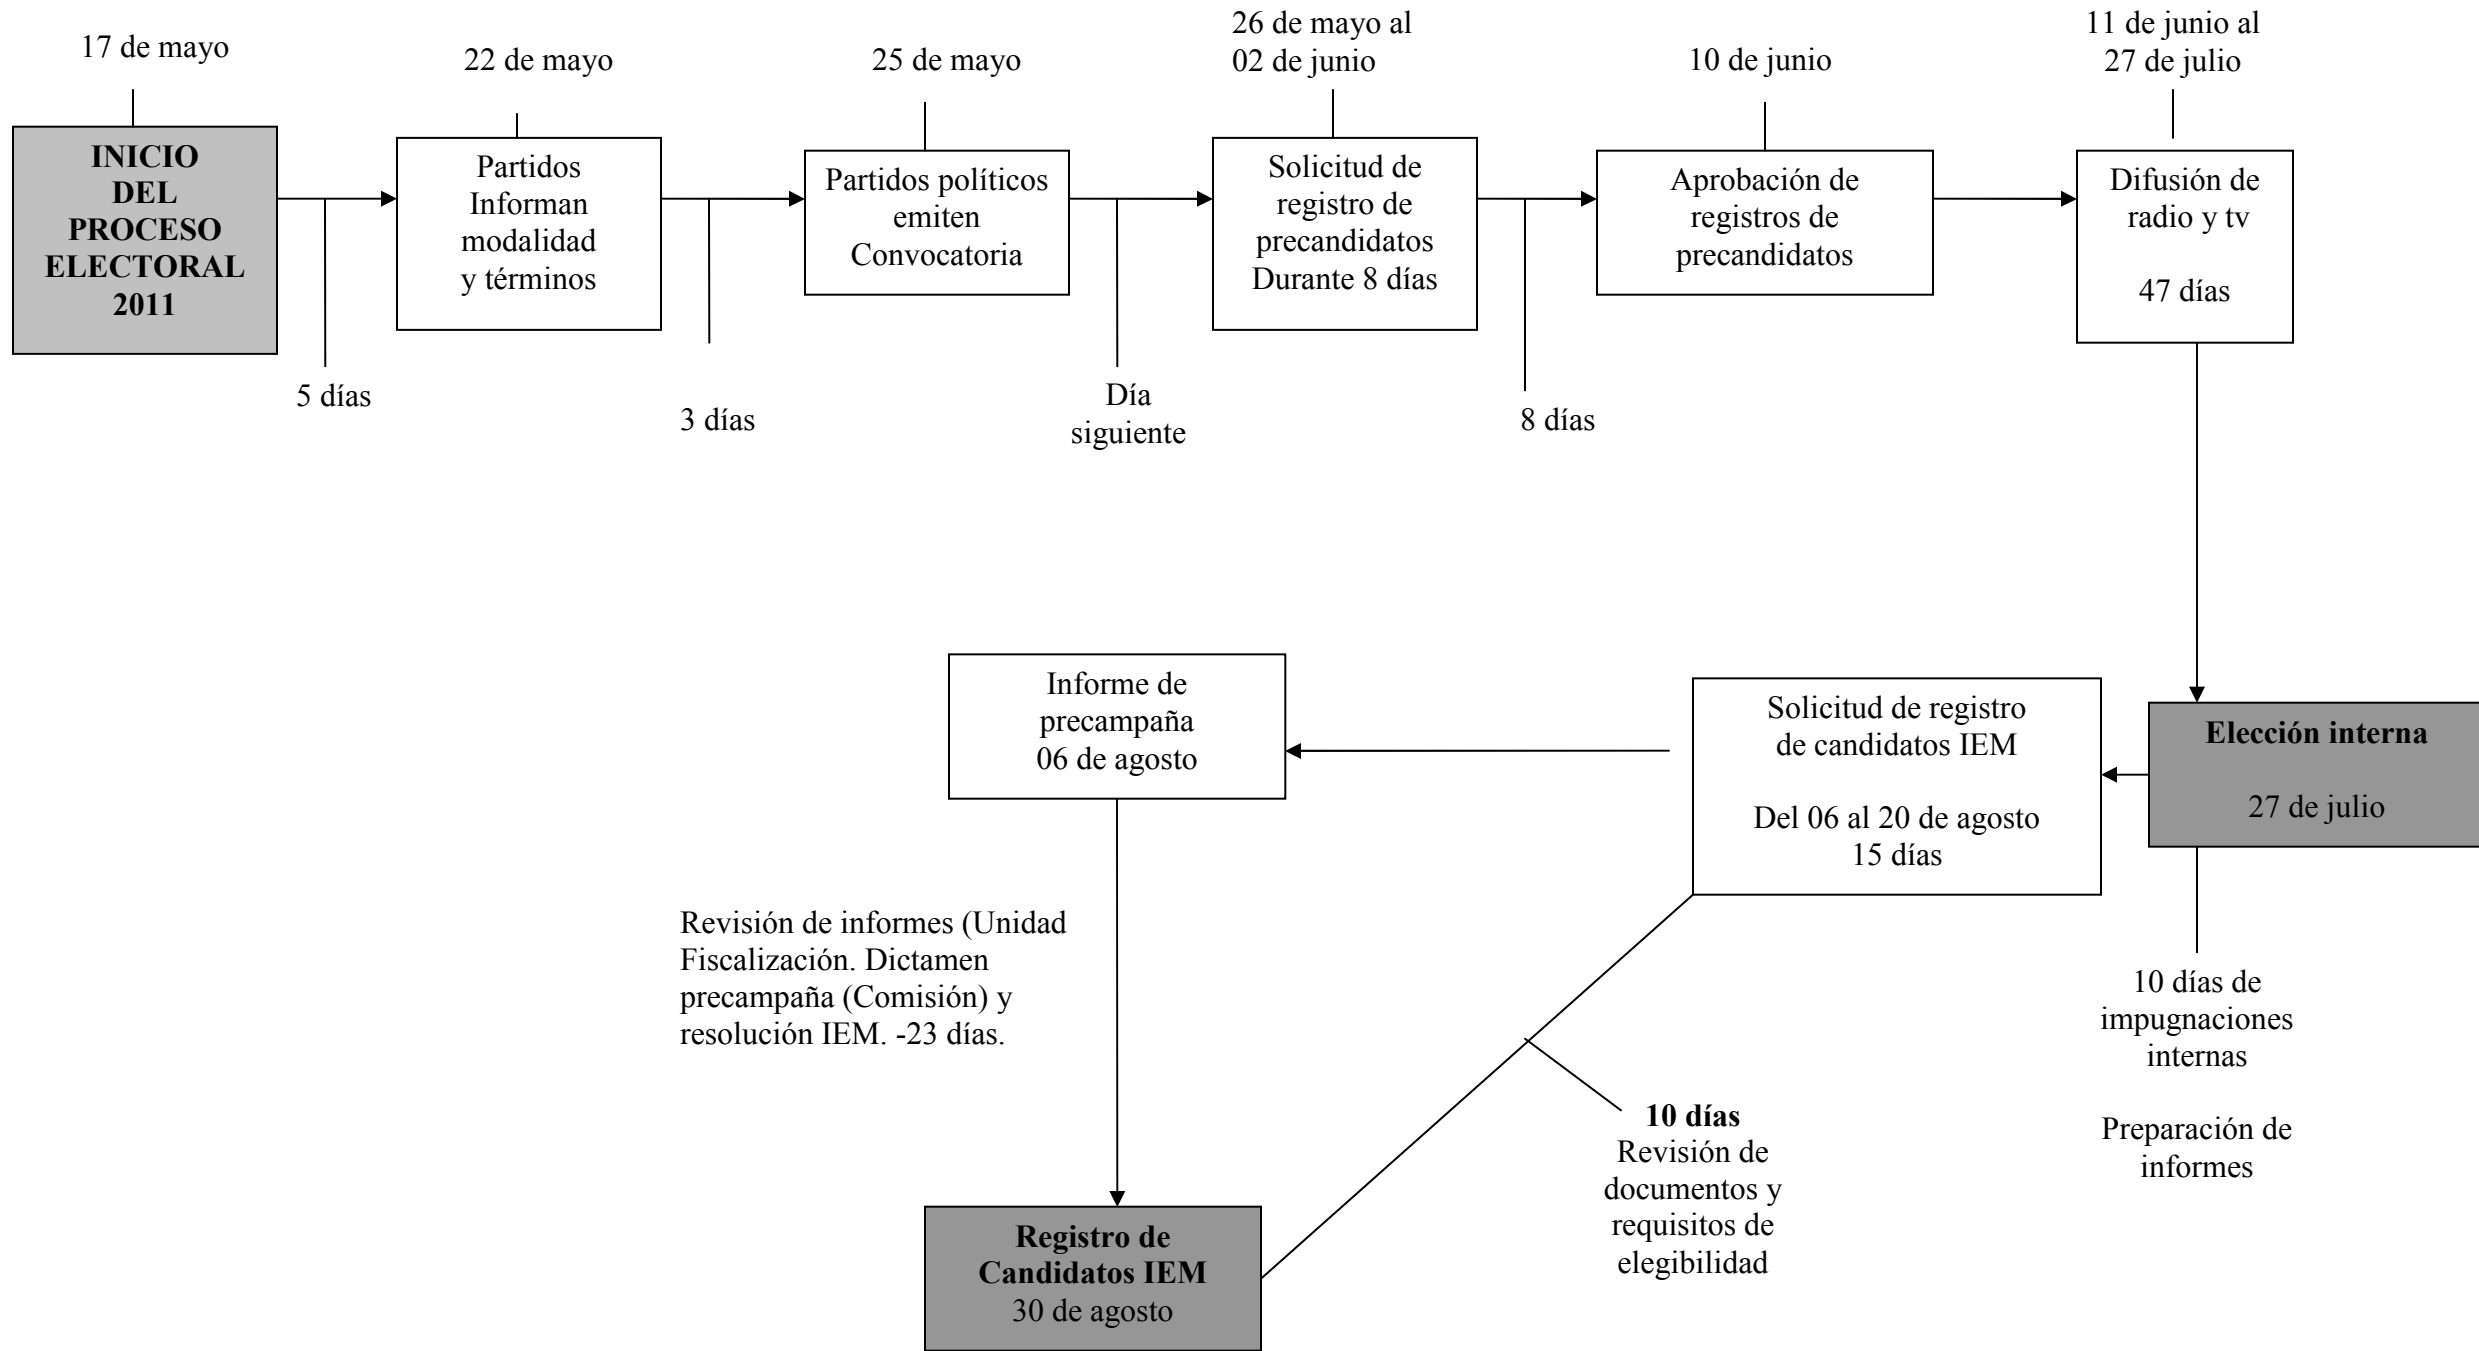 17 de mayo
22 de mayo
25 de mayo
26 de mayo al
02 de junio
10 de junio
11 de junio al
27 de julio
INICIO
DEL
PROCESO
ELECTORAL
2011
Partidos
Informan
modalidad
y términos
Partidos políticos
emiten
Convocatoria
Solicitud de
registro de
precandidatos
Durante 8 días
Aprobación de
registros de
precandidatos
Difusión de
radio y tv
47 días
5 días
3 días
Día
siguiente
8 días
Informe de
precampaña
06 de agosto
Solicitud de registro
de candidatos IEM
Del 06 al 20 de agosto
15 días
Elección interna
27 de julio
Revisión de informes (Unidad
Fiscalización. Dictamen
precampaña (Comisión) y
resolución IEM. -23 días.
10 días de
impugnaciones
internas
Preparación de
informes
10 días
Revisión de
documentos y
requisitos de
elegibilidad
Registro de
Candidatos IEM
30 de agosto